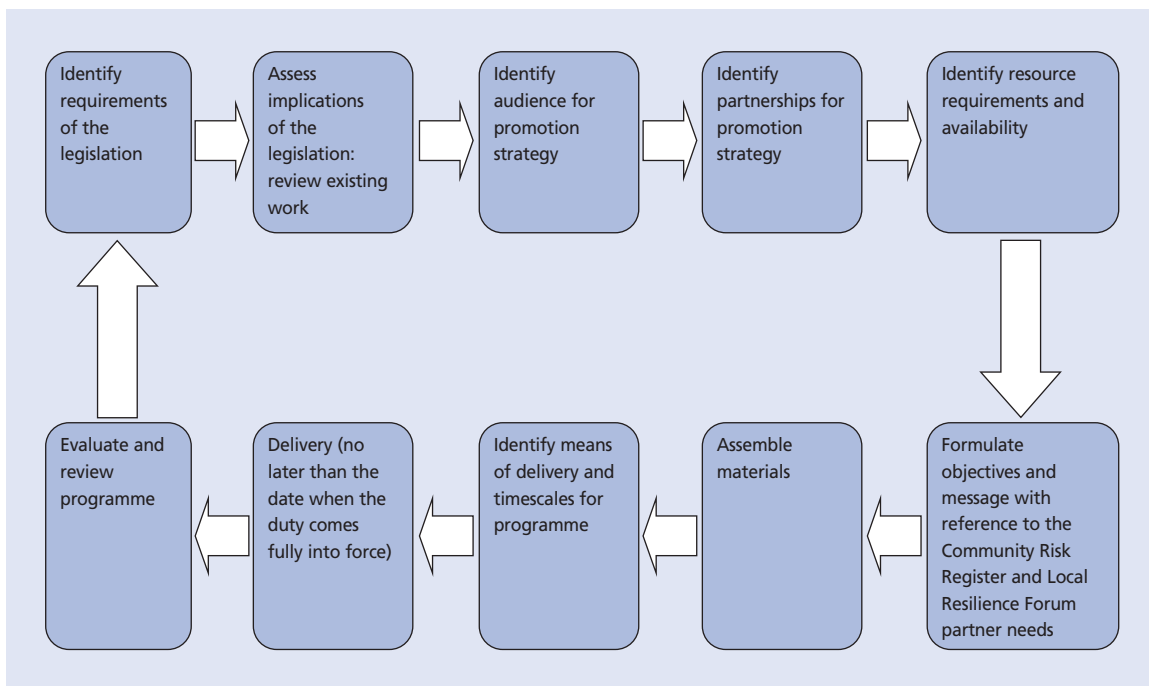 Identify
requirements
of the
legislation
Assess
implications
of the
legislation:
review existing
work
Identify
audience for
promotion
strategy
Identify
partnerships for
promotion
strategy
Identify resource
requirements and
availability
Formulate
objectives and
message with
reference to the
Community Risk
Register and Local
Resilience Forum
partner needs
Assemble
materials
Identify means
of delivery and
timescales for
programme
Delivery (no
later than the
date when the
duty comes
fully into force)
Evaluate and
review
programme